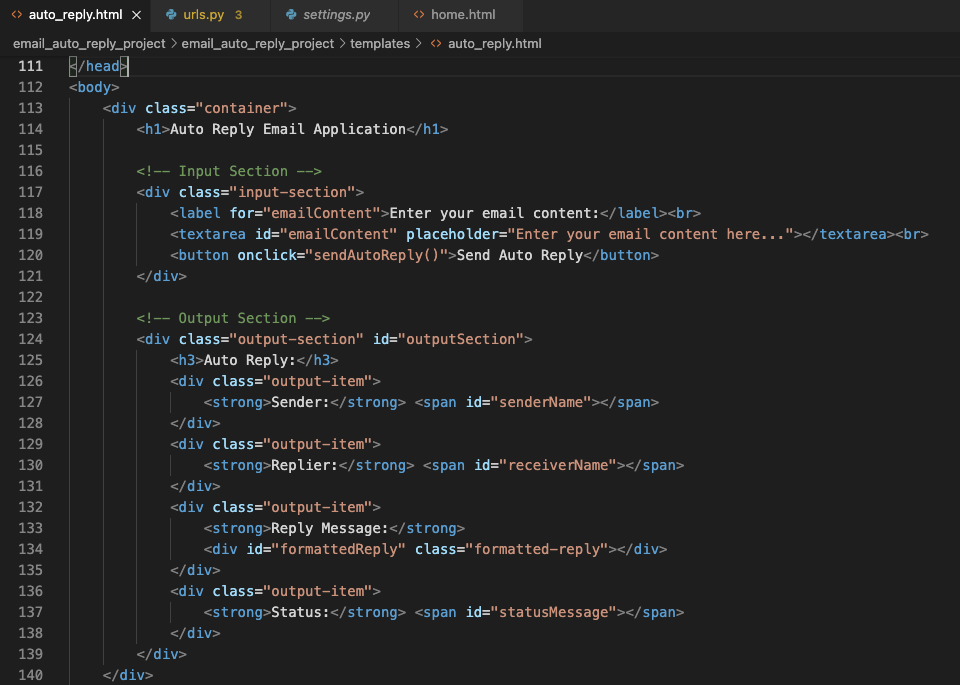 auto_reply.html urls.py 3 settings.py home.html
email_auto_reply_project > email_auto_reply_project > templates > auto_reply.html
111 </head>
112 <body>
113     <div class="container">
114         <h1>Auto Reply Email Application</h1>
115
116         <!-- Input Section -->
117         <div class="input-section">
118             <label for="emailContent">Enter your email content:</label><br>
119             <textarea id="emailContent" placeholder="Enter your email content here..."></textarea><br>
120             <button onclick="sendAutoReply()">Send Auto Reply</button>
121         </div>
122
123         <!-- Output Section -->
124         <div class="output-section" id="outputSection">
125             <h3>Auto Reply:</h3>
126             <div class="output-item">
127                 <strong>Sender:</strong> <span id="senderName"></span>
128             </div>
129             <div class="output-item">
130                 <strong>Replier:</strong> <span id="receiverName"></span>
131             </div>
132             <div class="output-item">
133                 <strong>Reply Message:</strong>
134                 <div id="formattedReply" class="formatted-reply"></div>
135             </div>
136             <div class="output-item">
137                 <strong>Status:</strong> <span id="statusMessage"></span>
138             </div>
139         </div>
140     </div>